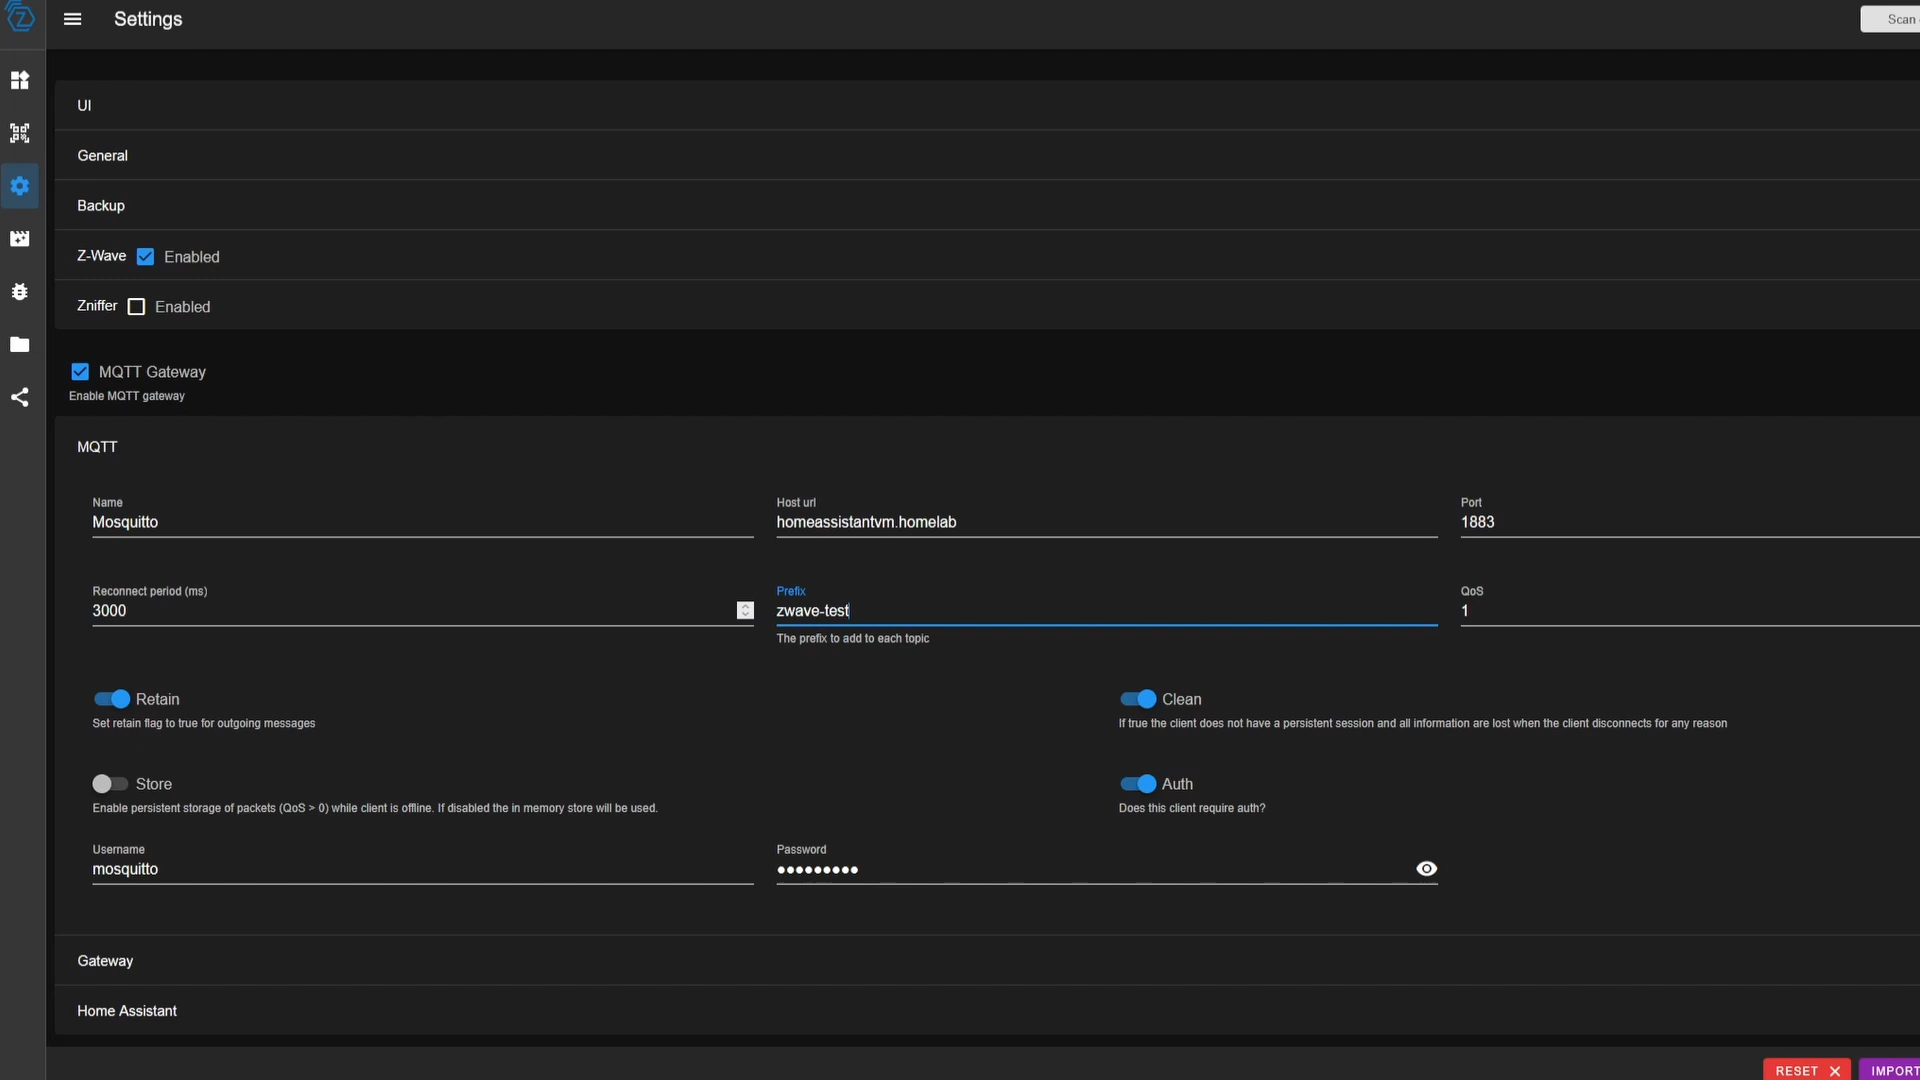 Settings
Scan
UI
General
Backup
Z-Wave Enabled
Zniffer Enabled
MQTT Gateway
Enable MQTT gateway
MQTT
Name
Host url
Port
Mosquitto
homeassistantvm.homelab
1883
Reconnect period (ms)
Prefix
QoS
3000
zwave-test
1
The prefix to add to each topic
Retain
Clean
Set retain flag to true for outgoing messages
If true the client does not have a persistent session and all information are lost when the client disconnects for any reason
Store
Auth
Enable persistent storage of packets (QoS > 0) while client is offline. If disabled the in memory store will be used.
Does this client require auth?
Username
Password
mosquitto
•••••••••
Gateway
Home Assistant
RESET
IMPORT